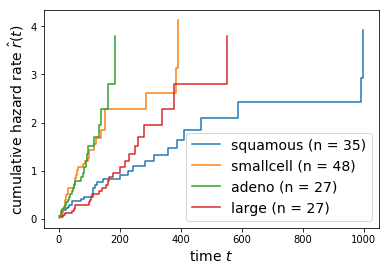 cumulative hazard rate r̂(t)
4
3
2
1
0
0
200
400
600
800
1000
time t
squamous (n = 35)
smallcell (n = 48)
adeno (n = 27)
large (n = 27)